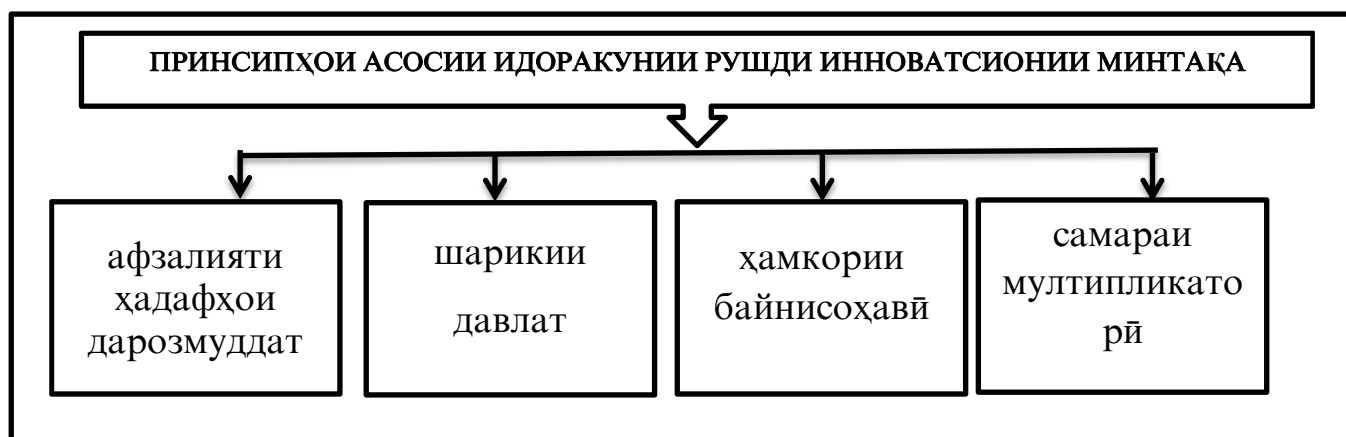 ПРИНСИПҲОИ АСОСИИ ИДОРАКУНИИ РУШДИ ИННОВАТСИОНИИ МИНТАҚА
афзалияти
ҳадафҳои
дарозмуддат
шарикии
давлат
ҳамкории
байнисоҳавӣ
самараи
мултипликато
рӣ